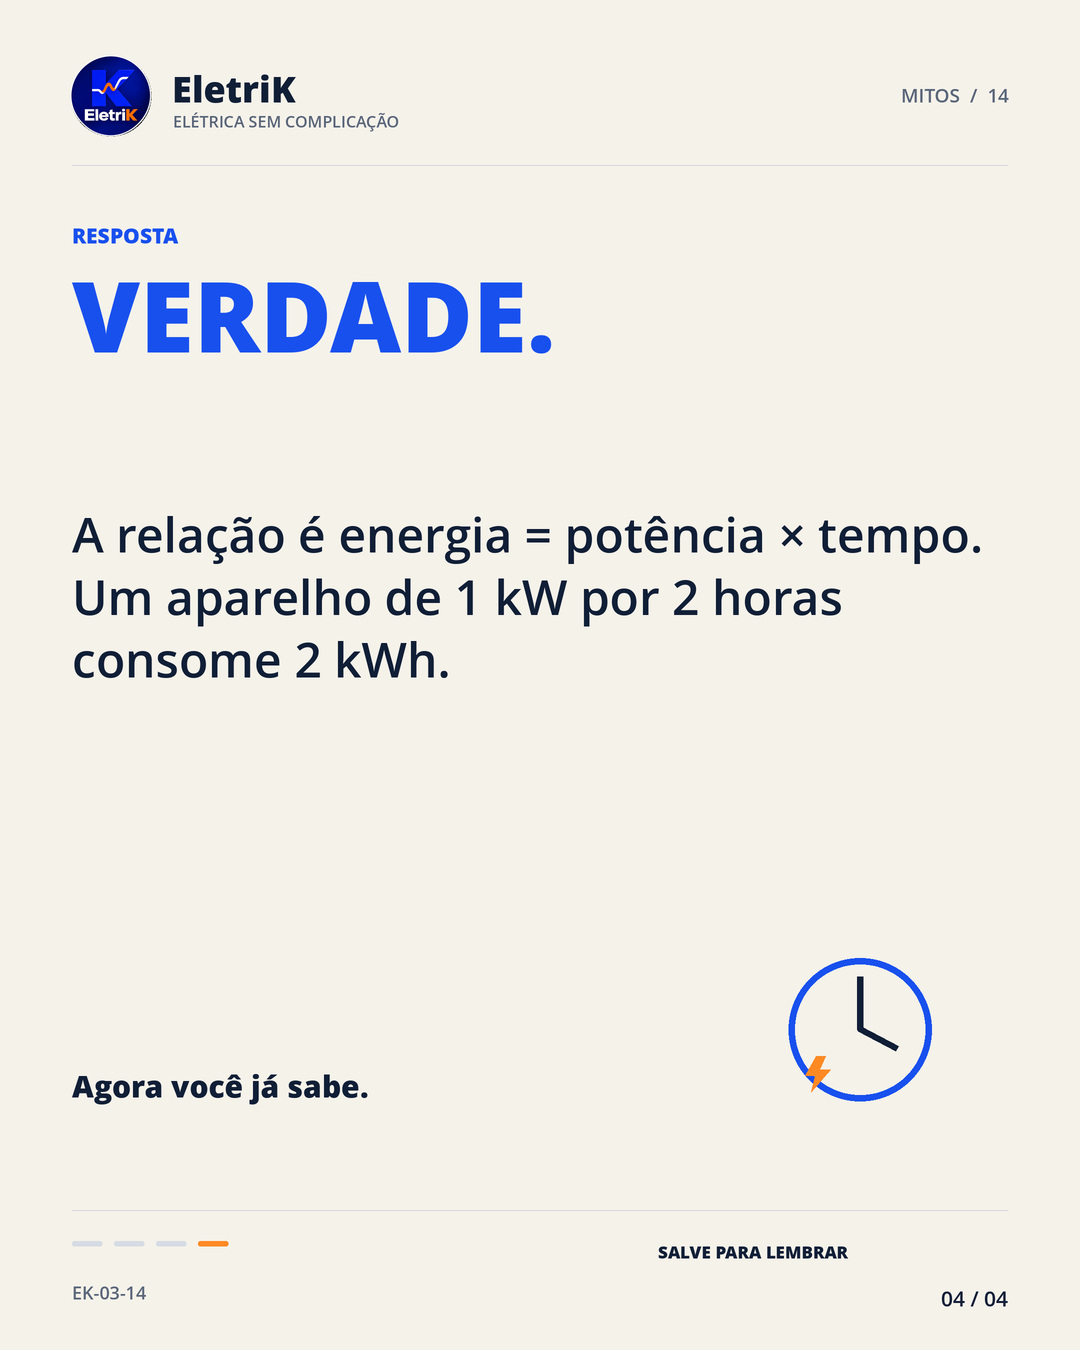 EletriK
EletriK
ELÉTRICA SEM COMPLICAÇÃO
MITOS / 14
RESPOSTA
VERDADE.
A relação é energia = potência × tempo.
Um aparelho de 1 kW por 2 horas
consome 2 kWh.
Agora você já sabe.
SALVE PARA LEMBRAR
EK-03-14
04 / 04